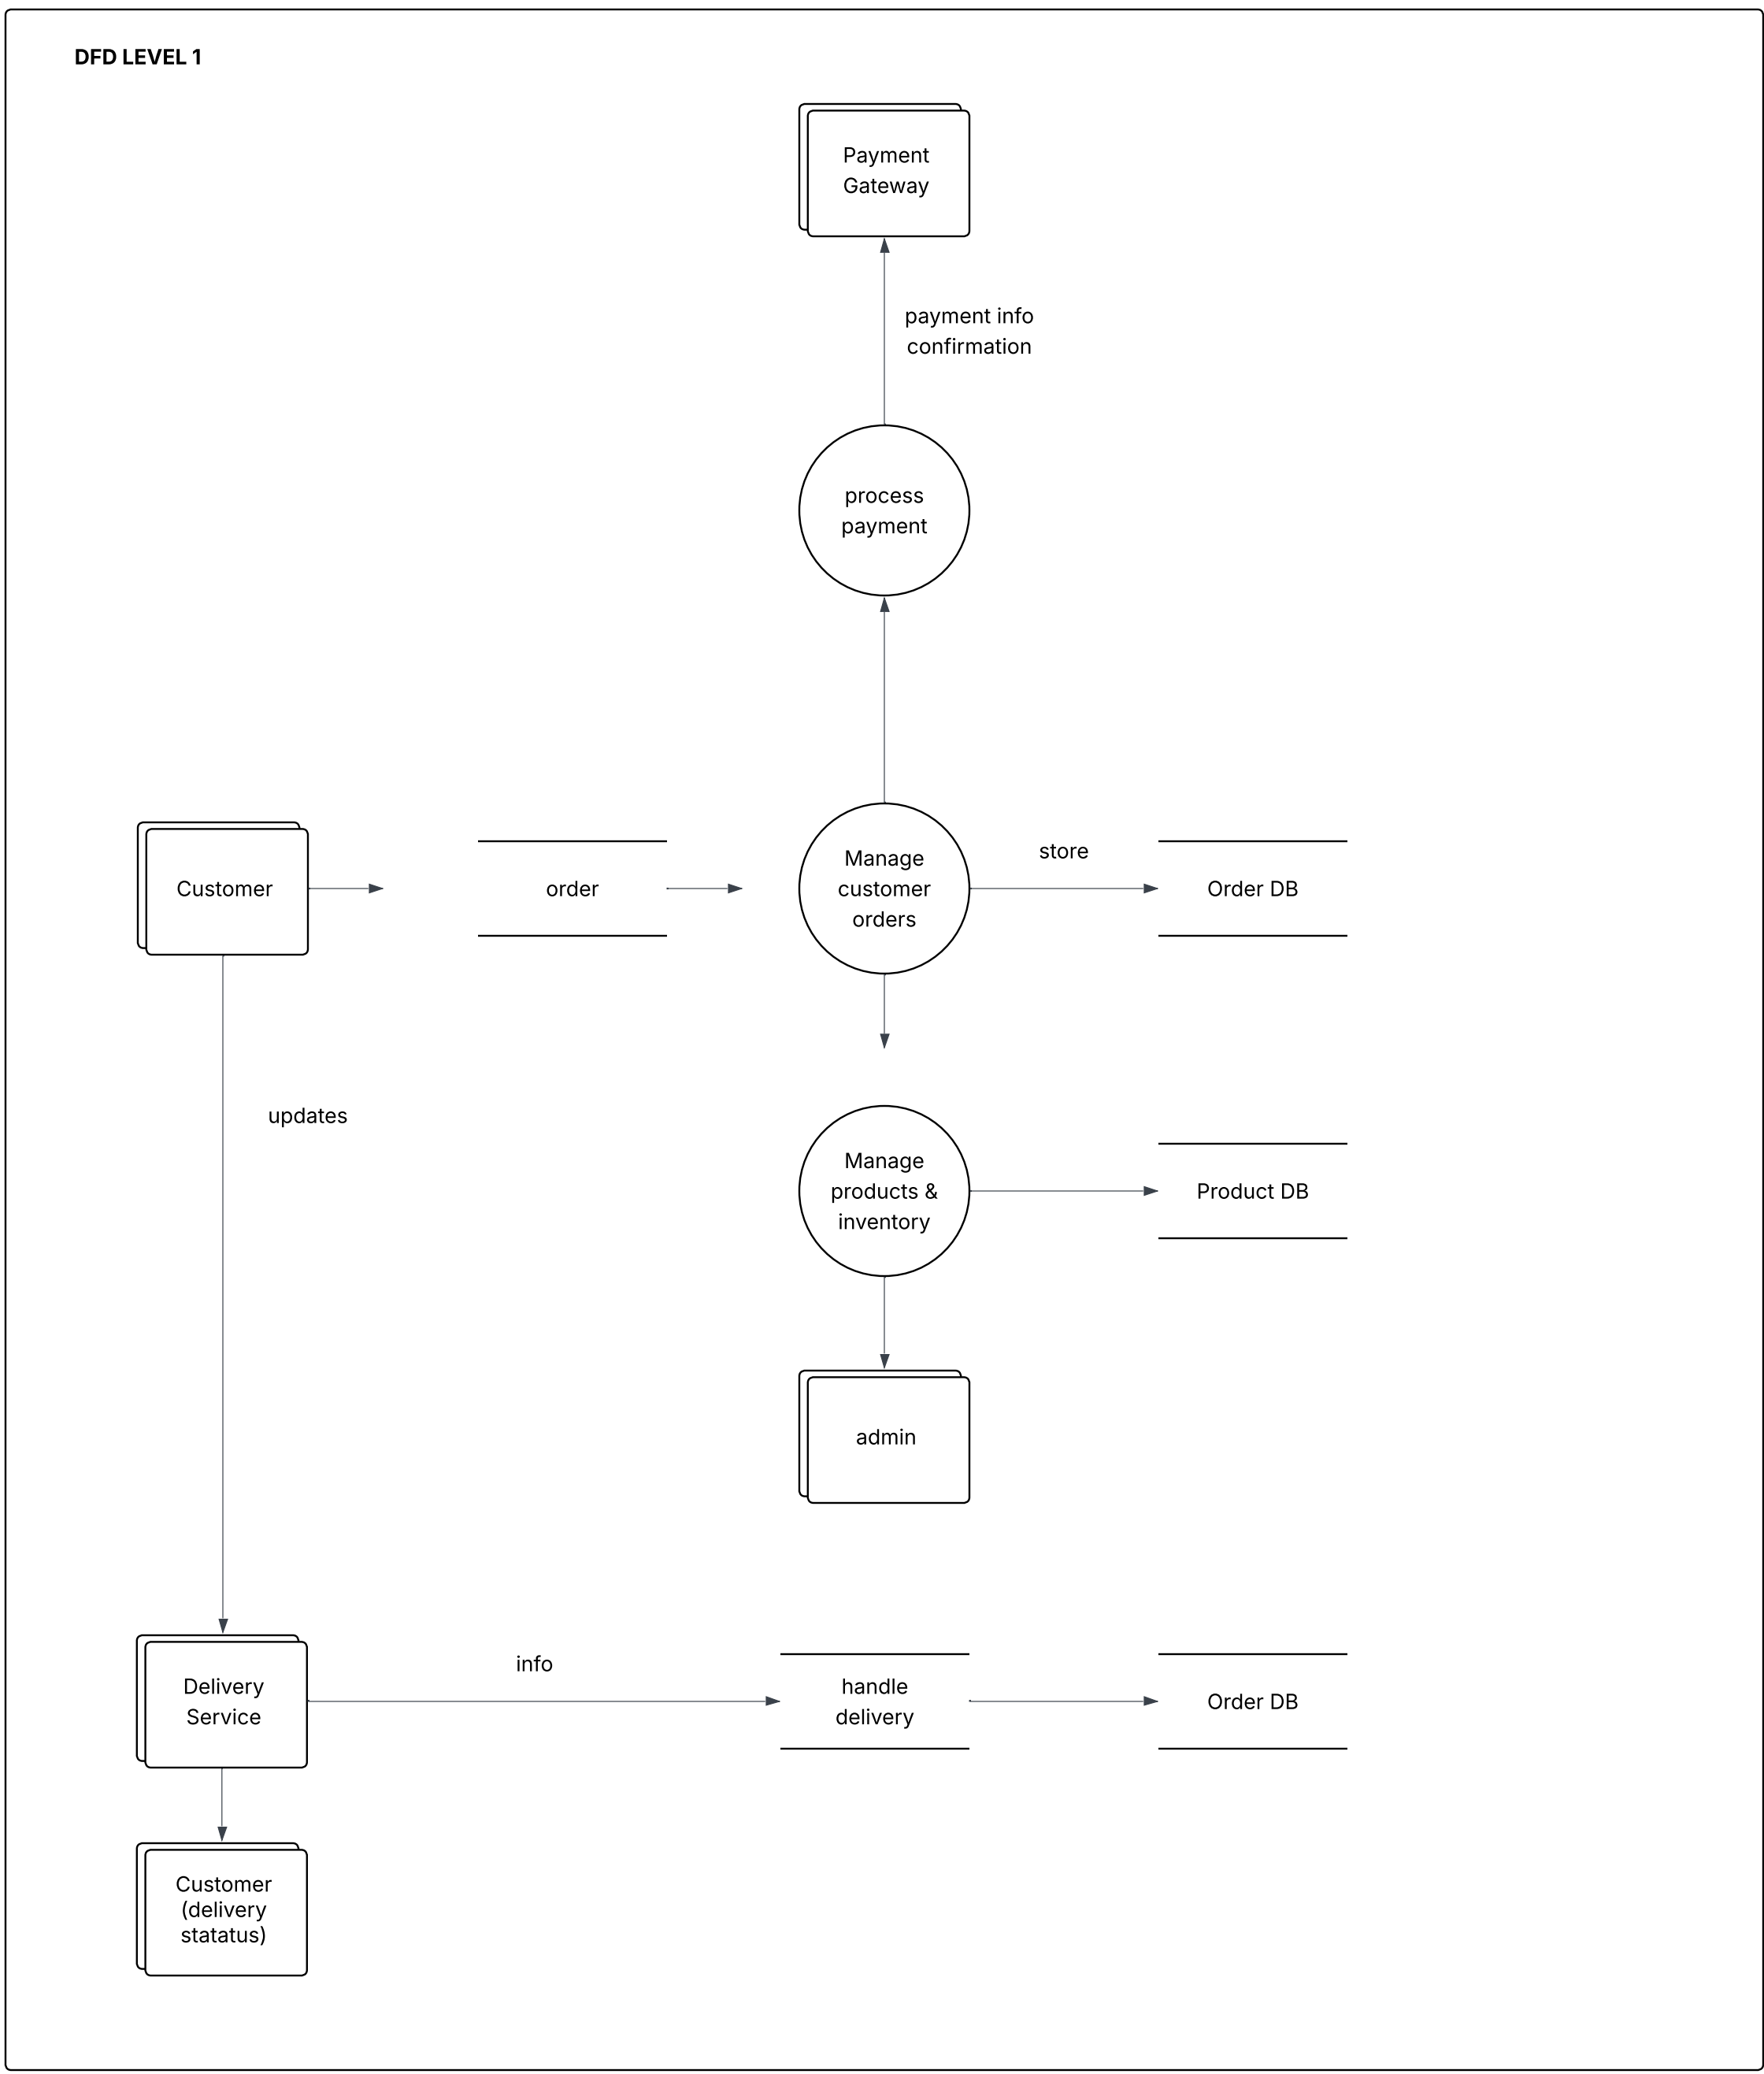 DFD LEVEL 1
Payment
Gateway
payment info
confirmation
process
payment
Customer
order
Manage
customer
orders
store
Order DB
updates
Manage
products &
inventory
Product DB
admin
Delivery
Service
info
handle
delivery
Order DB
Customer
(delivery
statatus)